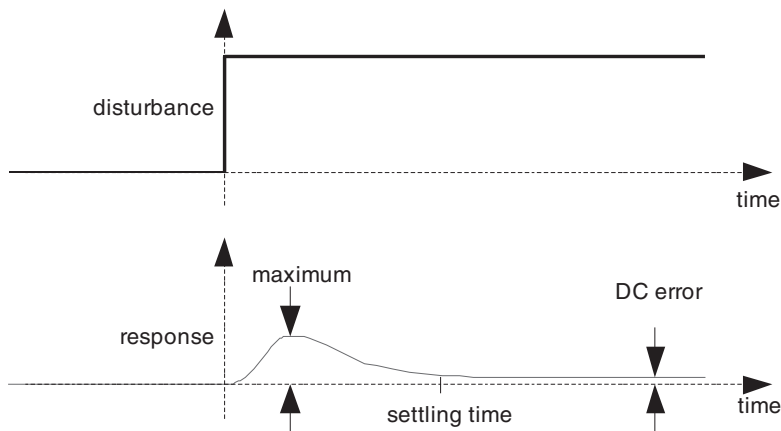 disturbance
time
maximum
DC error
response
time
settling time